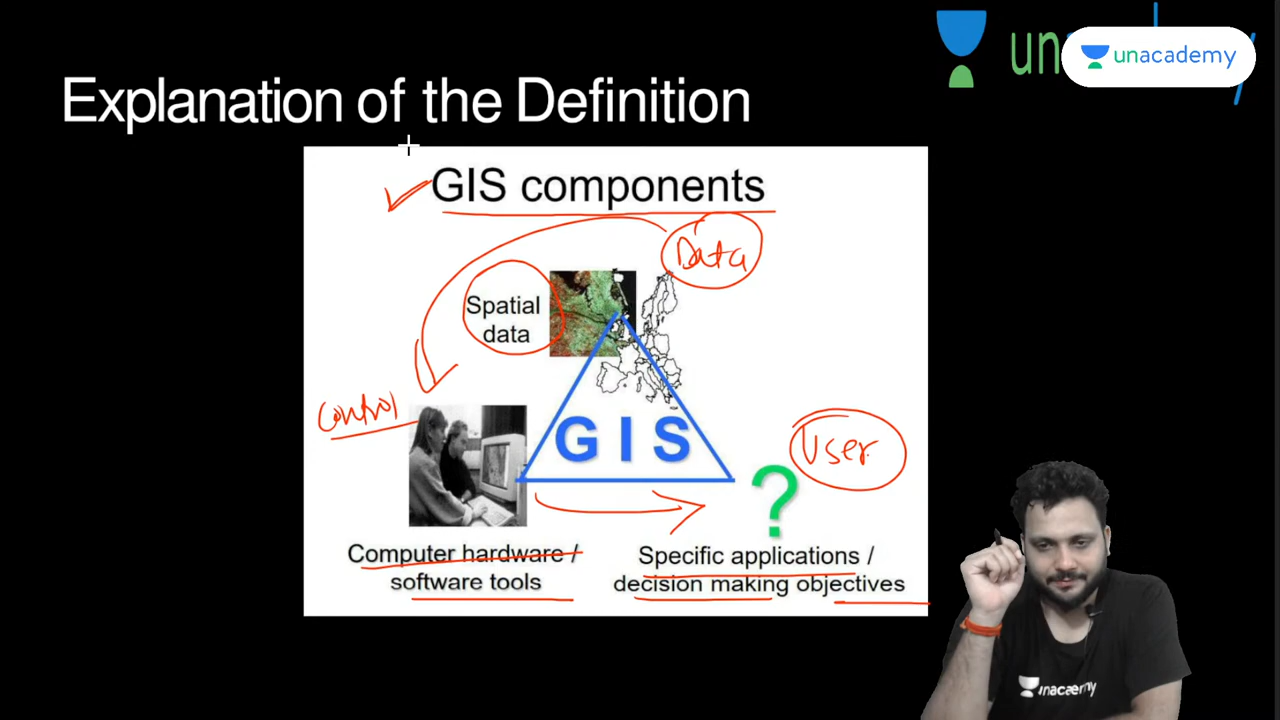 unacademy
unacademy
Explanation of the Definition
GIS components
Data
Spatial
data
Control
GIS
User
?
Computer hardware /
software tools
Specific applications /
decision making objectives
unacademy